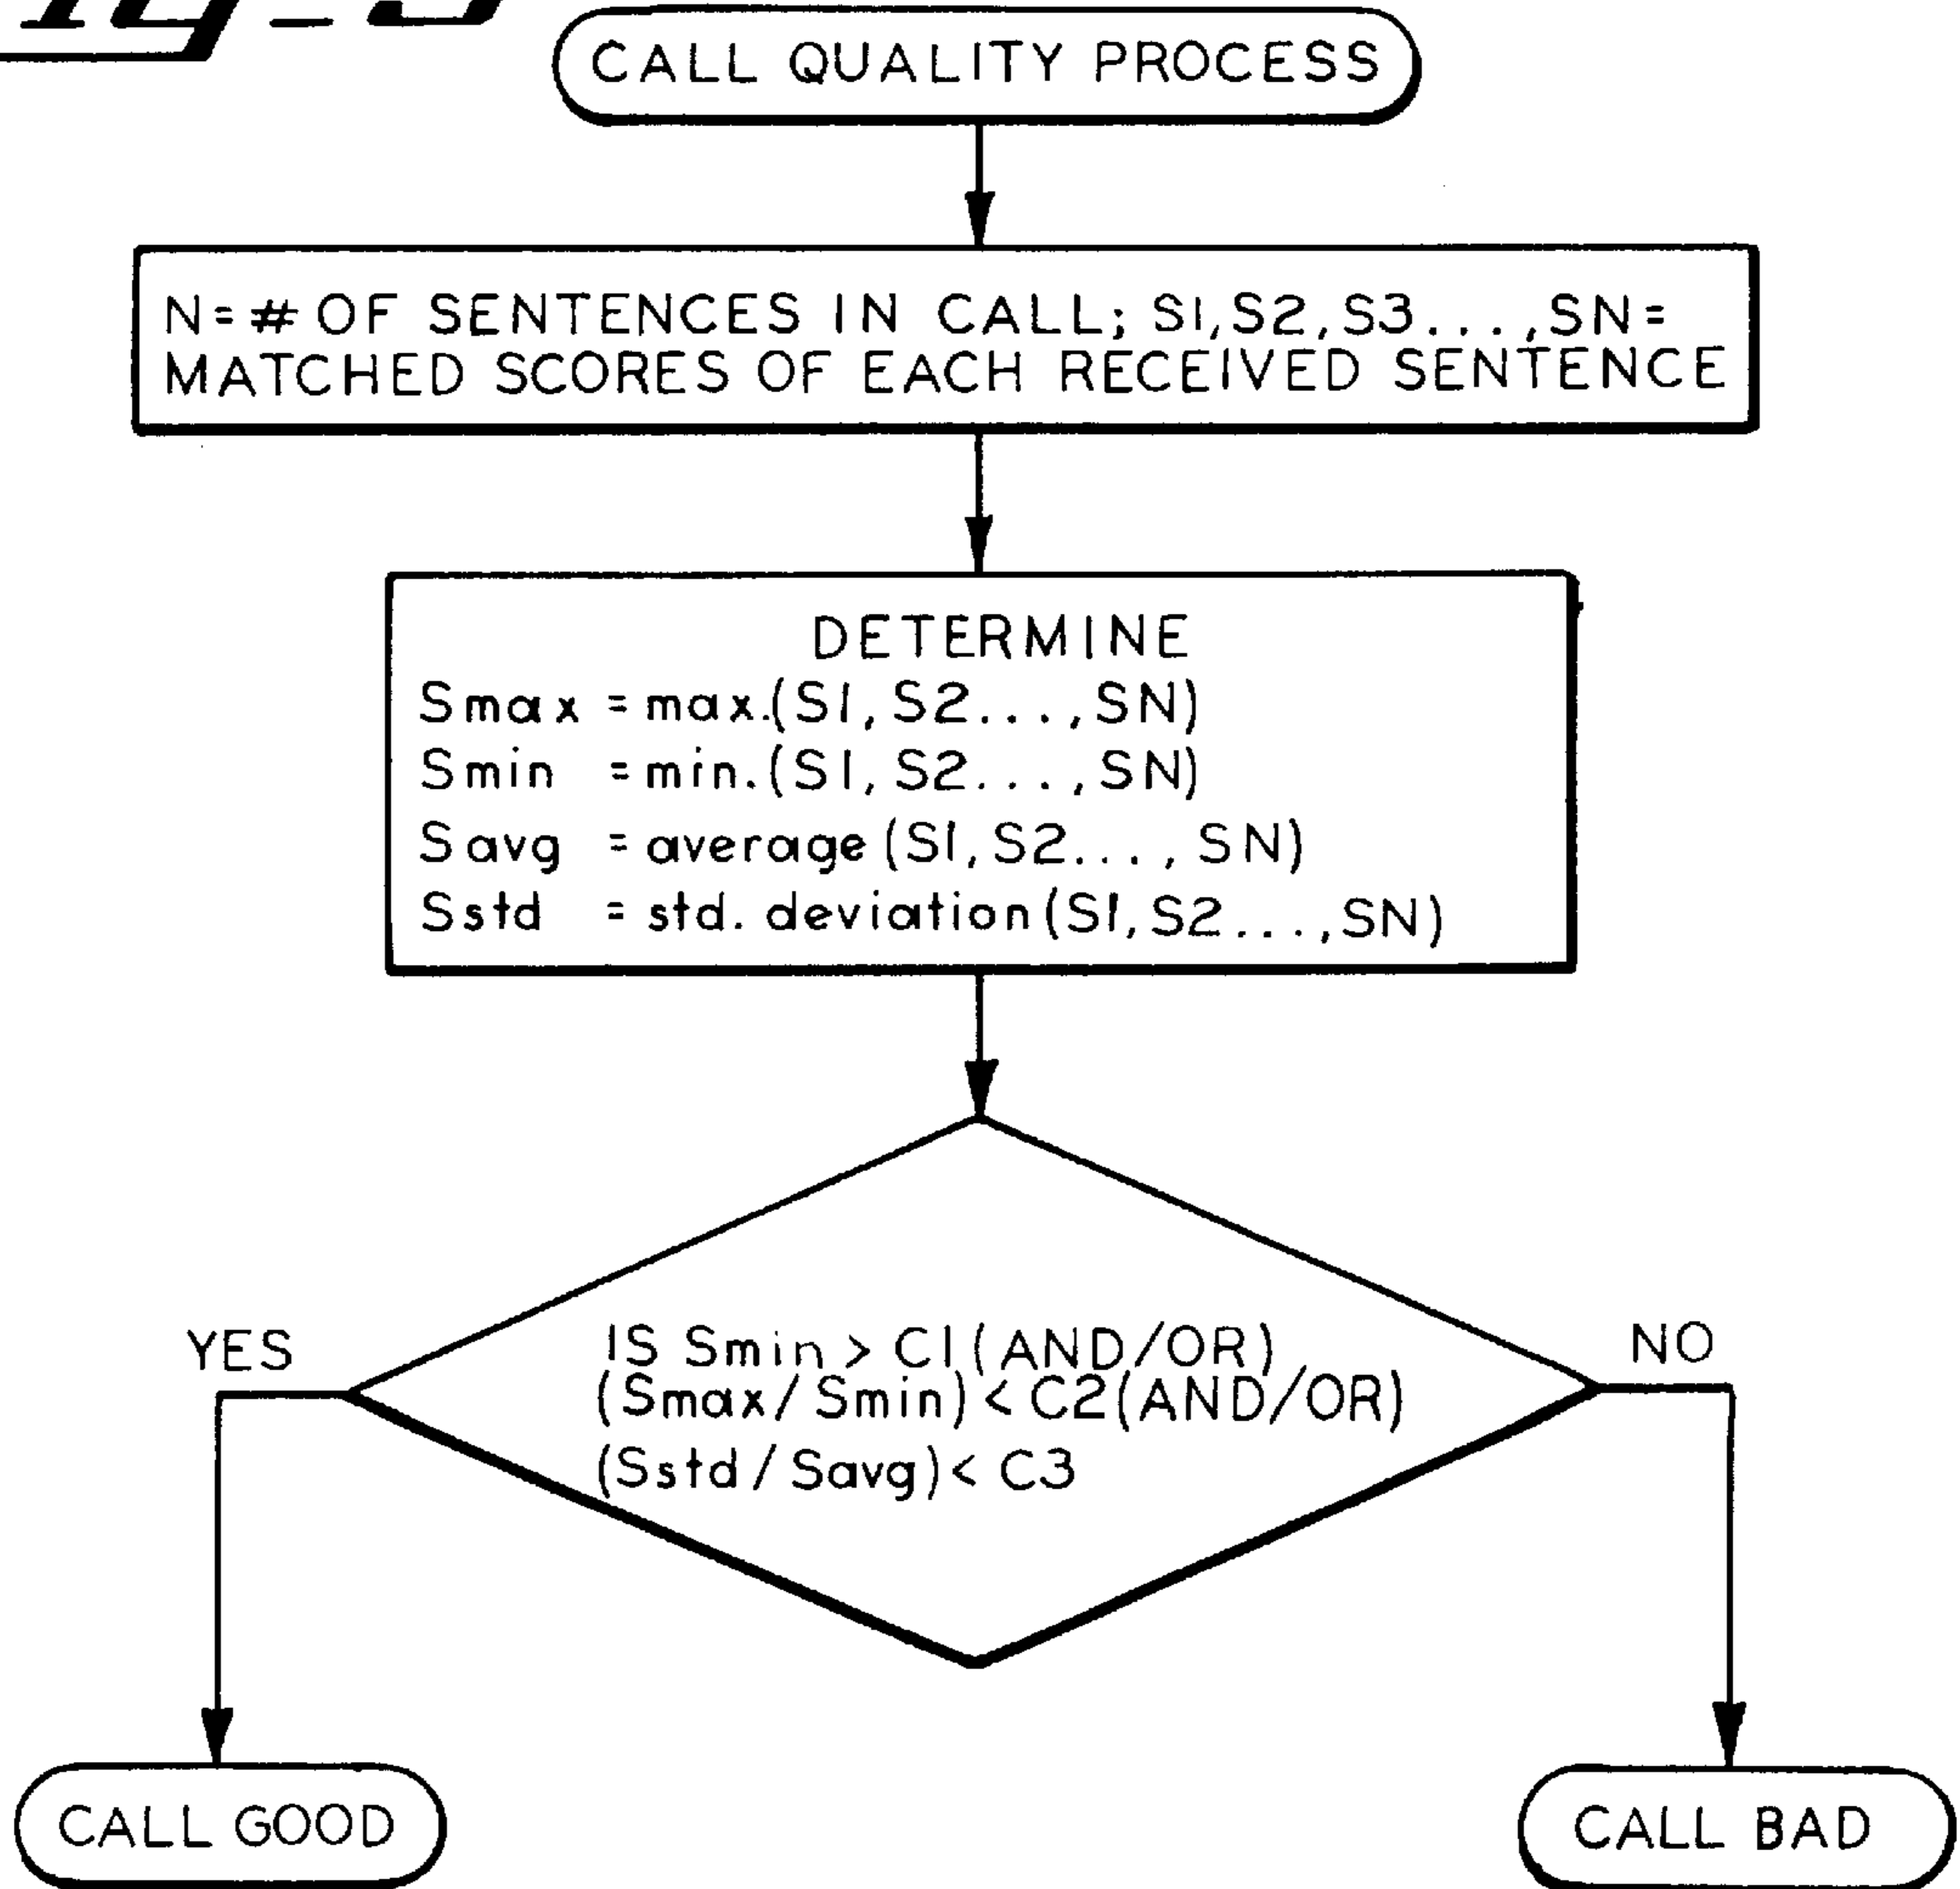 CALL QUALITY PROCESS
N=# OF SENTENCES IN CALL; S1,S2,S3...,SN=
MATCHED SCORES OF EACH RECEIVED SENTENCE
DETERMINE
Smax = max.(S1, S2...,SN)
Smin = min.(S1, S2...,SN)
Savg = average(S1, S2...,SN)
Sstd = std. deviation(S1, S2...,SN)
YES
NO
IS Smin > C1(AND/OR)
(Smax/Smin) < C2(AND/OR)
(Sstd/Savg) < C3
CALL GOOD
CALL BAD